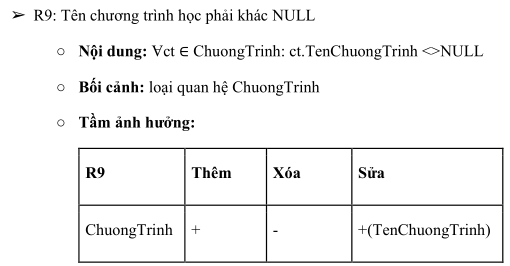 ➢ R9: Tên chương trình học phải khác NULL
○ Nội dung: ∀ct ∈ ChuongTrinh: ct.TenChuongTrinh <>NULL
○ Bối cảnh: loại quan hệ ChuongTrinh
○ Tầm ảnh hưởng:
R9 Thêm Xóa Sửa
ChuongTrinh + - +(TenChuongTrinh)